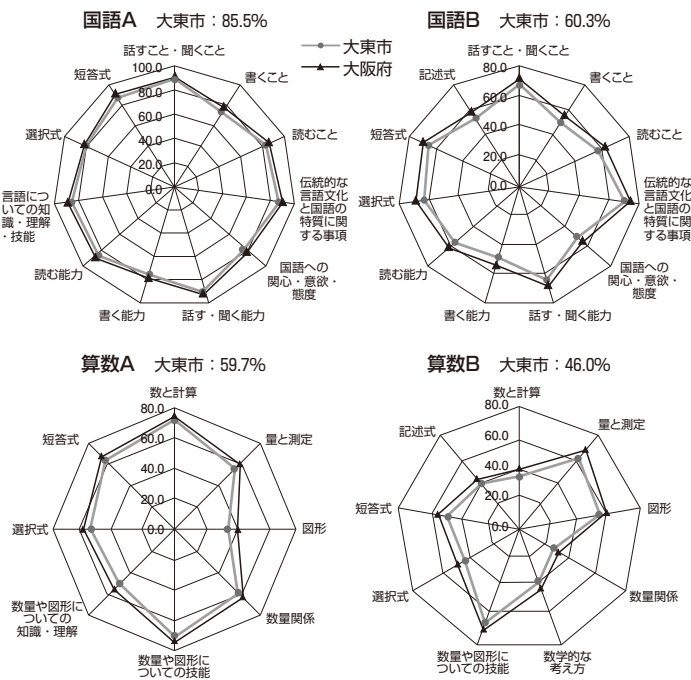 国語A 大東市：85.5%
話すこと・聞くこと
100.0
80.0
60.0
40.0
20.0
0.0
書くこと
読むこと
伝統的な
言語文化
と国語の
特質に関
する事項
国語への
関心・意欲・
態度
話す・聞く能力
書く能力
読む能力
言語につ
いての知
識・理解
・技能
選択式
短答式
大東市
大阪府
国語B 大東市：60.3%
話すこと・聞くこと
80.0
60.0
40.0
20.0
0.0
書くこと
読むこと
伝統的な
言語文化
と国語の
特質に関
する事項
国語への
関心・意欲・
態度
話す・聞く能力
書く能力
読む能力
選択式
短答式
記述式
算数A 大東市：59.7%
数と計算
80.0
60.0
40.0
20.0
0.0
量と測定
図形
数量関係
数量や図形に
ついての技能
数量や図形に
ついての
知識・理解
選択式
短答式
算数B 大東市：46.0%
数と計算
80.0
60.0
40.0
20.0
0.0
量と測定
図形
数量関係
数学的な
考え方
数量や図形に
ついての技能
選択式
短答式
記述式